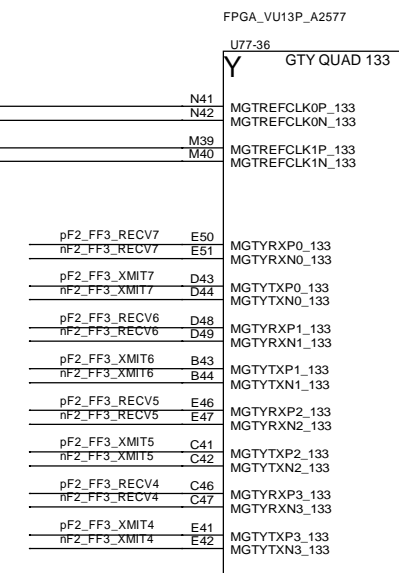 FPGA_VU13P_A2577
U77-36
Y GTY QUAD 133
N41 MGTREFCLK0P_133
N42 MGTREFCLK0N_133
M39 MGTREFCLK1P_133
M40 MGTREFCLK1N_133
pF2_FF3_RECV7 E50 MGTYRXP0_133
nF2_FF3_RECV7 E51 MGTYRXN0_133
pF2_FF3_XMIT7 D43 MGTYTXP0_133
nF2_FF3_XMIT7 D44 MGTYTXN0_133
pF2_FF3_RECV6 D48 MGTYRXP1_133
nF2_FF3_RECV6 D49 MGTYRXN1_133
pF2_FF3_XMIT6 B43 MGTYTXP1_133
nF2_FF3_XMIT6 B44 MGTYTXN1_133
pF2_FF3_RECV5 E46 MGTYRXP2_133
nF2_FF3_RECV5 E47 MGTYRXN2_133
pF2_FF3_XMIT5 C41 MGTYTXP2_133
nF2_FF3_XMIT5 C42 MGTYTXN2_133
pF2_FF3_RECV4 C46 MGTYRXP3_133
nF2_FF3_RECV4 C47 MGTYRXN3_133
pF2_FF3_XMIT4 E41 MGTYTXP3_133
nF2_FF3_XMIT4 E42 MGTYTXN3_133